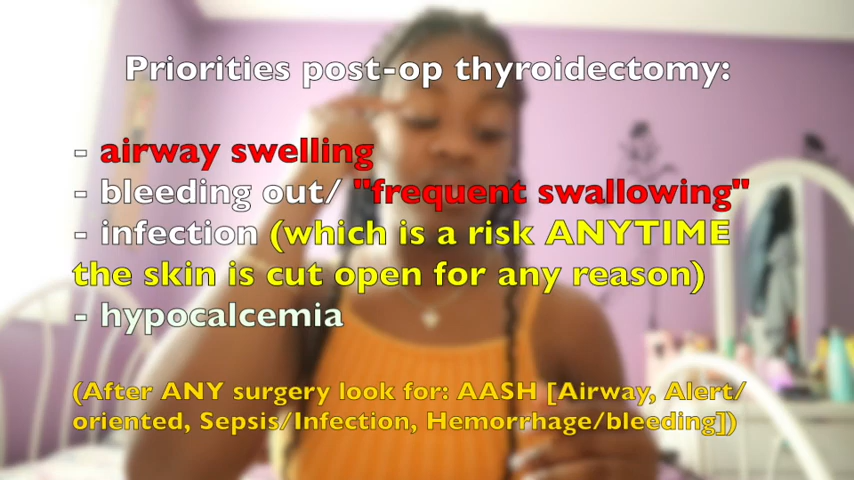 Priorities post-op thyroidectomy:
- airway swelling
- bleeding out/ "frequent swallowing"
- infection (which is a risk ANYTIME
the skin is cut open for any reason)
- hypocalcemia
(After ANY surgery look for: AASH [Airway, Alert/
oriented, Sepsis/Infection, Hemorrhage/bleeding])